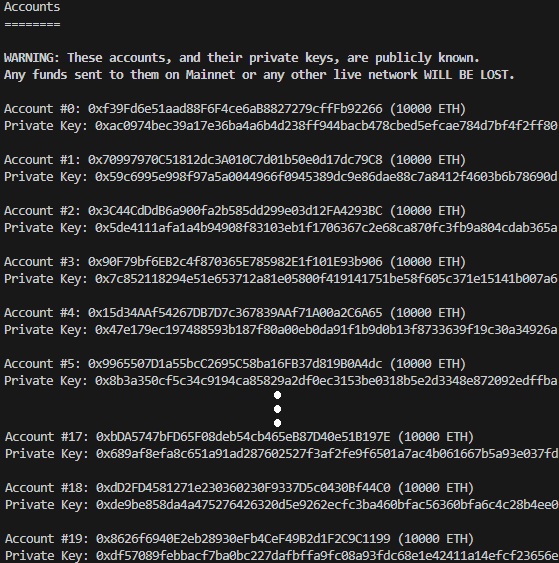 Accounts
========
WARNING: These accounts, and their private keys, are publicly known.
Any funds sent to them on Mainnet or any other live network WILL BE LOST.
Account #0: 0xf39Fd6e51aad88F6F4ce6aB8827279cffFb92266 (10000 ETH)
Private Key: 0xac0974bec39a17e36ba4a6b4d238ff944bacb478cbed5efcae784d7bf4f2ff80
Account #1: 0x70997970C51812dc3A010C7d01b50e0d17dc79C8 (10000 ETH)
Private Key: 0x59c6995e998f97a5a0044966f0945389dc9e86dae88c7a8412f4603b6b78690d
Account #2: 0x3C44CdDdB6a900fa2b585dd299e03d12FA4293BC (10000 ETH)
Private Key: 0x5de4111afa1a4b94908f83103eb1f1706367c2e68ca870fc3fb9a804cdab365a
Account #3: 0x90F79bf6EB2c4f870365E785982E1f101E93b906 (10000 ETH)
Private Key: 0x7c852118294e51e653712a81e05800f419141751be58f605c371e15141b007a6
Account #4: 0x15d34AAf54267DB7D7c367839AAf71A00a2C6A65 (10000 ETH)
Private Key: 0x47e179ec197488593b187f80a00eb0da91f1b9d0b13f8733639f19c30a34926a
Account #5: 0x9965507D1a55bcC2695C58ba16FB37d819B0A4dc (10000 ETH)
Private Key: 0x8b3a350cf5c34c9194ca85829a2df0ec3153be0318b5e2d3348e872092edffba
Account #17: 0xbDA5747bFD65F08deb54cb465eB87D40e51B197E (10000 ETH)
Private Key: 0x689af8efa8c651a91ad287602527f3af2fe9f6501a7ac4b061667b5a93e037fd
Account #18: 0xdD2FD4581271e230360230F9337D5c0430Bf44C0 (10000 ETH)
Private Key: 0xde9be858da4a475276426320d5e9262ecfc3ba460bfac56360bfa6c4c28b4ee0
Account #19: 0x8626f6940E2eb28930eFb4CeF49B2d1F2C9C1199 (10000 ETH)
Private Key: 0xdf57089febbacf7ba0bc227dafbffa9fc08a93fdc68e1e42411a14efcf23656e